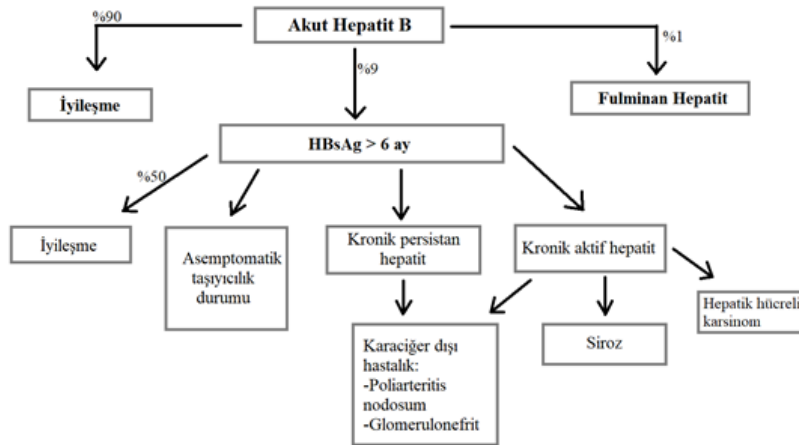 Akut Hepatit B
%90
%9
%1
İyileşme
Fulminan Hepatit
HBsAg > 6 ay
%50
İyileşme
Asemptomatik
taşıyıcılık
durumu
Kronik persistan
hepatit
Kronik aktif hepatit
Hepatik hücreli
karsinom
Karaciğer dışı
hastalık:
-Poliarteritis
nodosum
-Glomerulonefrit
Siroz